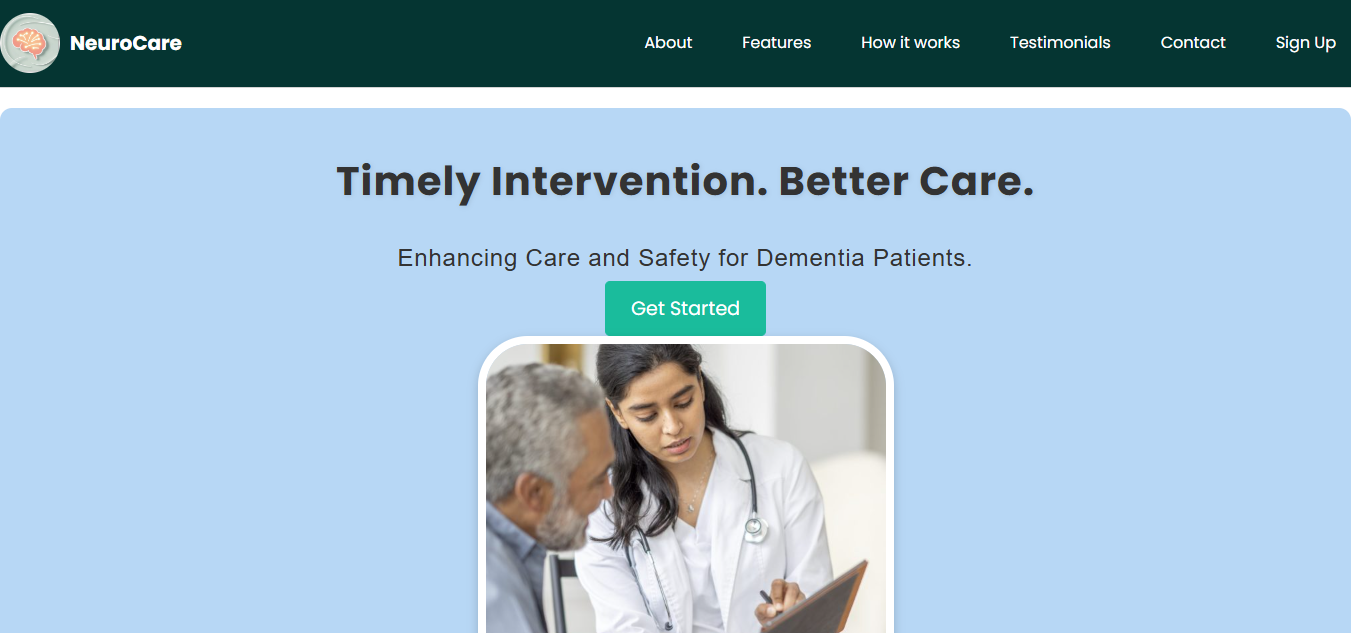 NeuroCare
About Features How it works Testimonials Contact Sign Up
Timely Intervention. Better Care.
Enhancing Care and Safety for Dementia Patients.
Get Started